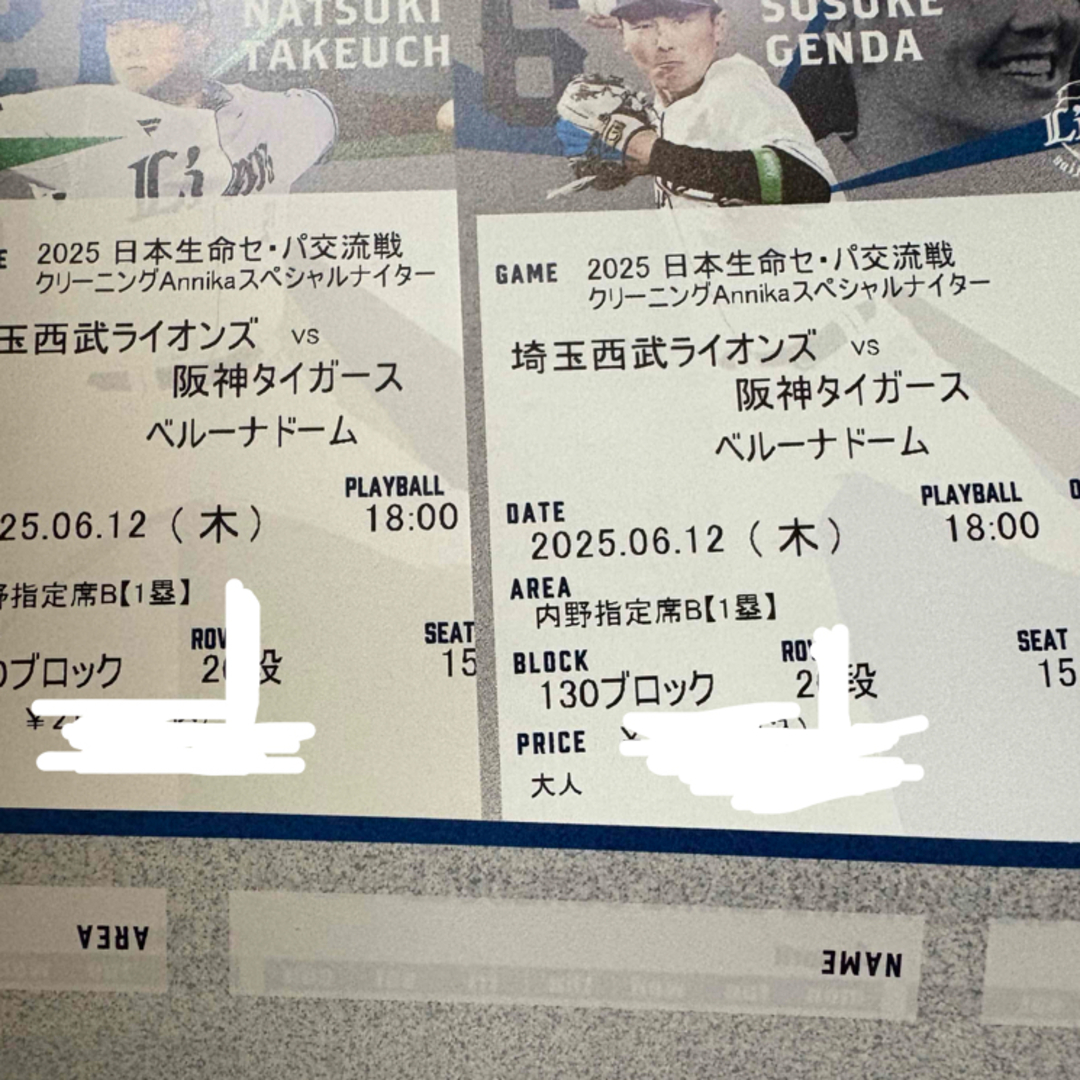 NATSUKI
TAKEUCH
2025 日本生命セ・パ交流戦
クリーニングAnnikaスペシャルナイター
玉西武ライオンズ vs
阪神タイガース
ベルーナドーム
PLAYBALL
25.06.12 ( 木 ) 18:00
野指定席B【1塁】
ROW SEAT
0ブロック 段 15
SOSUKE
GENDA
GAME 2025 日本生命セ・パ交流戦
クリーニングAnnikaスペシャルナイター
埼玉西武ライオンズ vs
阪神タイガース
ベルーナドーム
DATE PLAYBALL
2025.06.12 ( 木 ) 18:00
AREA
内野指定席B【1塁】
BLOCK SEAT
130ブロック 段 15
PRICE
大人
AREA
NAME